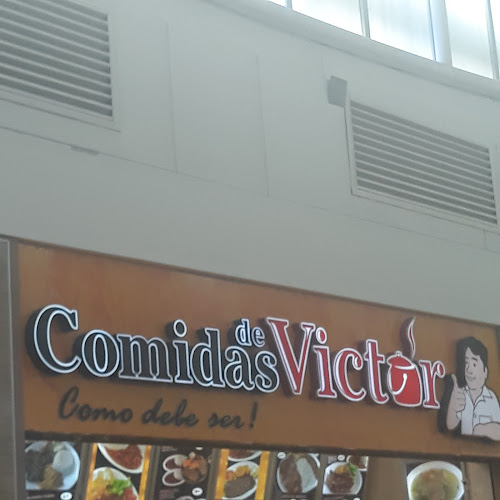 Comidas de Victor
Como debe ser!